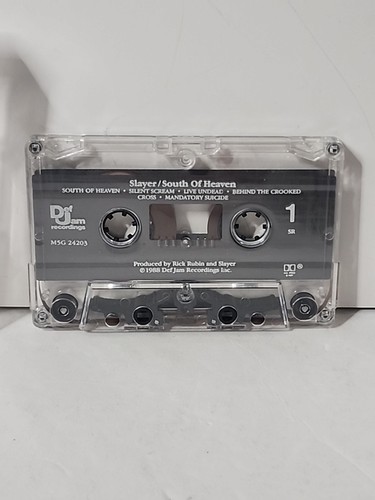 Slayer/South Of Heaven
SOUTH OF HEAVEN • SILENT SCREAM • LIVE UNDEAD • BEHIND THE CROOKED
CROSS • MANDATORY SUICIDE
Def
Jam
recordings
MSG 24203
1
SR
Produced by Rick Rubin and Slayer
©1988 Def Jam Recordings Inc.
®